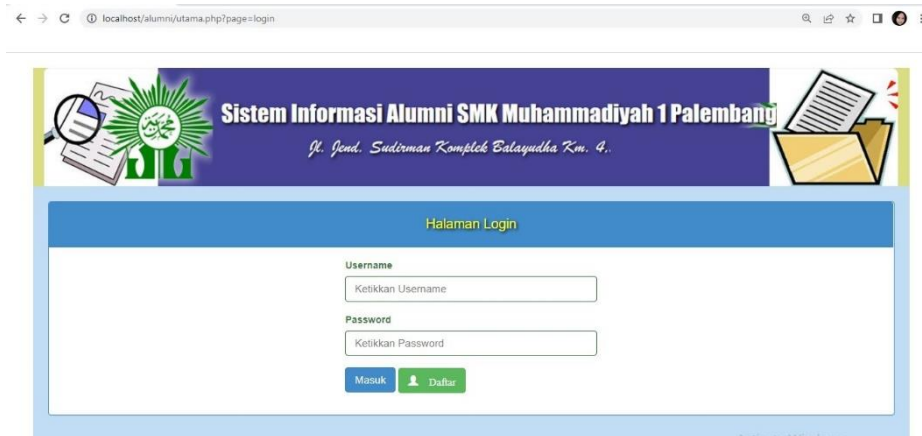 localhost/alumni/utama.php?page=login
Sistem Informasi Alumni SMK Muhammadiyah 1 Palembang
Jl. Jend. Sudirman Komplek Balayudha Km. 4,.
Halaman Login
Username
Ketikkan Username
Password
Ketikkan Password
Masuk Daftar